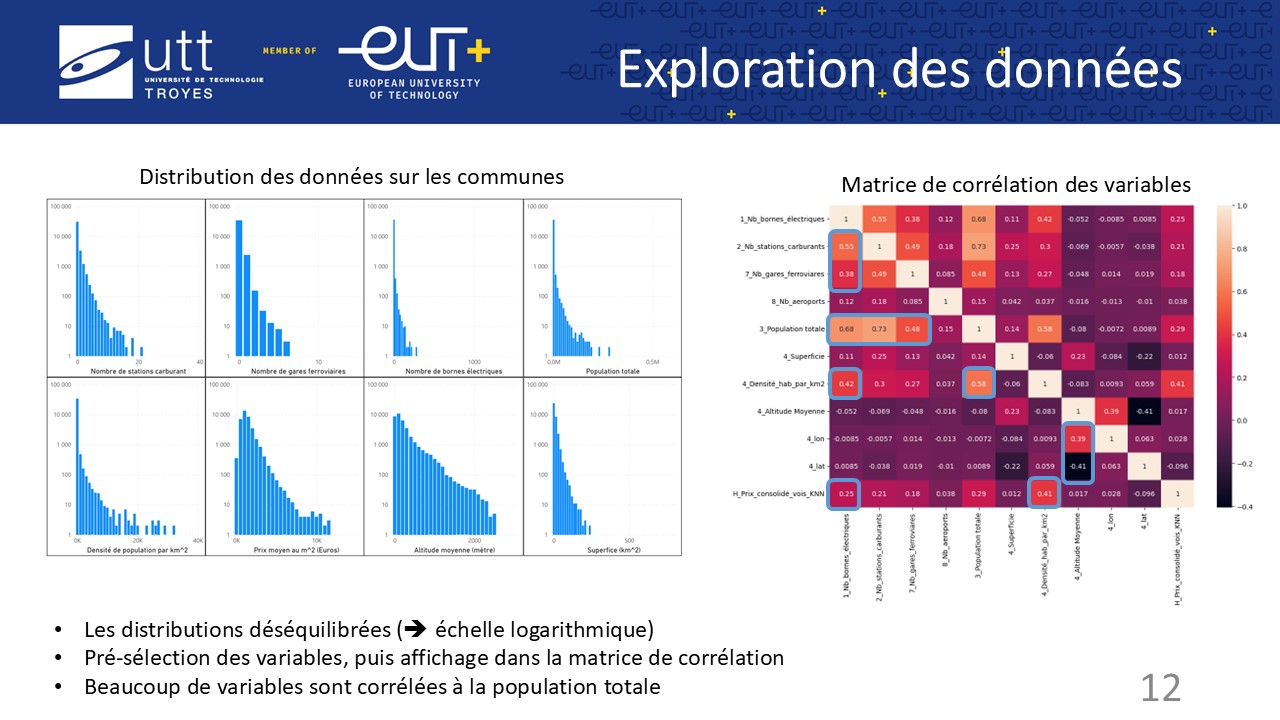 utt
UNIVERSITÉ DE TECHNOLOGIE
TROYES
MEMBER OF
EUT+
EUROPEAN UNIVERSITY
OF TECHNOLOGY
Exploration des données
Distribution des données sur les communes
100 000 100 000 100 000 100 000
10 000 10 000 10 000 10 000
1 000 1 000 1 000 1 000
100 100 100 100
10 10 10 10
1 1 1 1
0 20 40 0 10 0 1000 0,0M 0,5M
Nombre de stations carburant Nombre de gares ferroviaires Nombre de bornes électriques Population totale
100 000 100 000 100 000 100 000
10 000 10 000 10 000 10 000
1 000 1 000 1 000 1 000
100 100 100 100
10 10 10 10
1 1 1 1
0K 20K 40K 0K 10K 0 2000 0 500
Densité de population par km^2 Prix moyen au m^2 (Euros) Altitude moyenne (mètre) Superfice (km^2)
Matrice de corrélation des variables
1_Nb_bornes_électriques 1 0.55 0.38 0.12 0.68 0.11 0.42 -0.052 -0.0085 0.0085 0.25
2_Nb_stations_carburants 0.55 1 0.49 0.18 0.73 0.25 0.3 -0.069 -0.0057 -0.038 0.21
7_Nb_gares_ferroviaires 0.38 0.49 1 0.085 0.48 0.13 0.27 -0.048 0.014 0.019 0.18
8_Nb_aeroports 0.12 0.18 0.085 1 0.15 0.042 0.037 -0.016 -0.013 -0.01 0.038
3_Population totale 0.68 0.73 0.48 0.15 1 0.14 0.58 -0.08 -0.0072 0.0089 0.29
4_Superficie 0.11 0.25 0.13 0.042 0.14 1 -0.06 0.23 -0.084 -0.22 0.012
4_Densité_hab_par_km2 0.42 0.3 0.27 0.037 0.58 -0.06 1 -0.083 0.0093 0.059 0.41
4_Altitude Moyenne -0.052 -0.069 -0.048 -0.016 -0.08 0.23 -0.083 1 0.39 -0.41 0.017
4_lon -0.0085 -0.0057 0.014 -0.013 -0.0072 -0.084 0.0093 0.39 1 0.063 0.028
4_lat 0.0085 -0.038 0.019 -0.01 0.0089 -0.22 0.059 -0.41 0.063 1 -0.096
H_Prix_consolidé_vois_KNN 0.25 0.21 0.18 0.038 0.29 0.012 0.41 0.017 0.028 -0.096 1
1_Nb_bornes_électriques
2_Nb_stations_carburants
7_Nb_gares_ferroviaires
8_Nb_aeroports
3_Population totale
4_Superficie
4_Densité_hab_par_km2
4_Altitude Moyenne
4_lon
4_lat
H_Prix_consolidé_vois_KNN
1.0
0.8
0.6
0.4
0.2
0.0
−0.2
−0.4
• Les distributions déséquilibrées (➔ échelle logarithmique)
• Pré-sélection des variables, puis affichage dans la matrice de corrélation
• Beaucoup de variables sont corrélées à la population totale
12